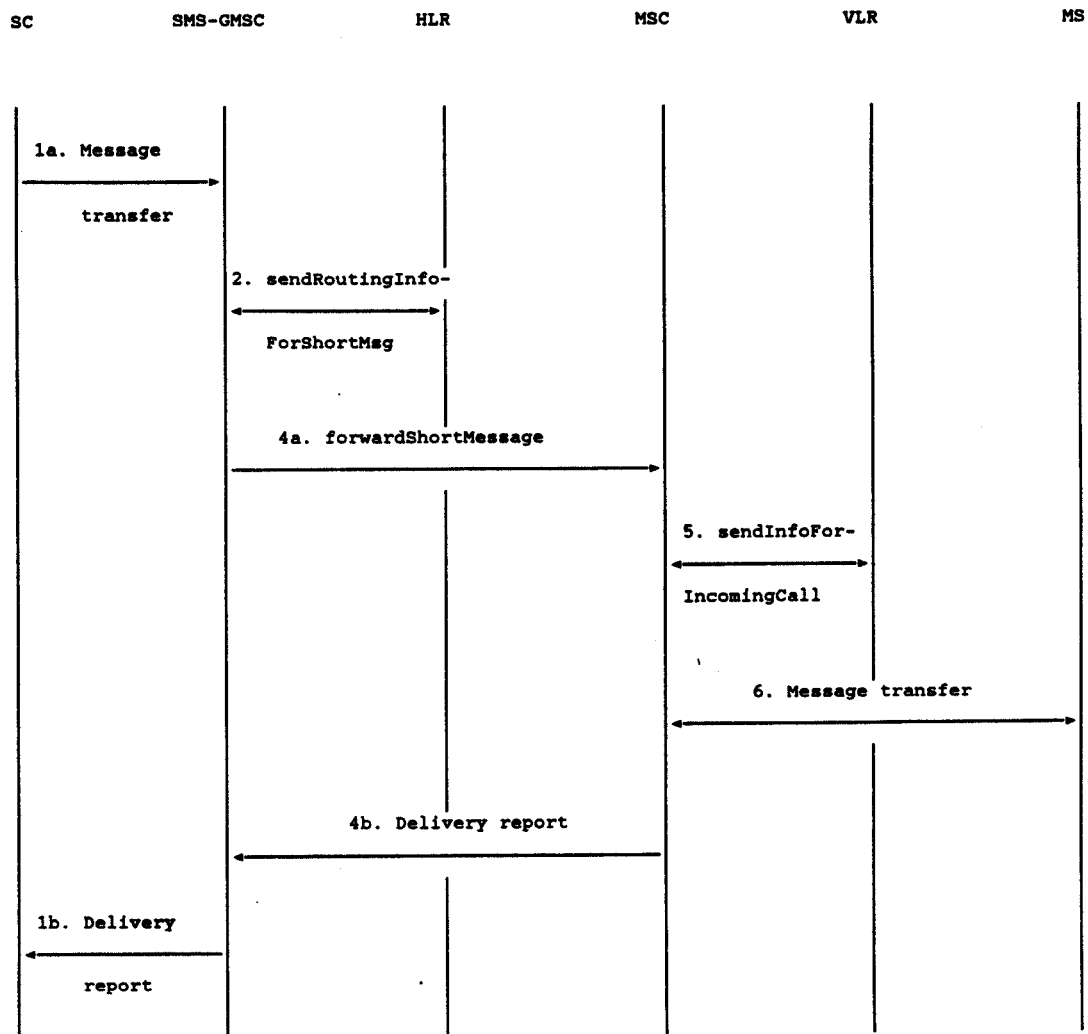 SC SMS-GMSC HLR MSC VLR MS
1a. Message
transfer
2. sendRoutingInfo-
ForShortMsg
4a. forwardShortMessage
5. sendInfoFor-
IncomingCall
6. Message transfer
4b. Delivery report
1b. Delivery
report